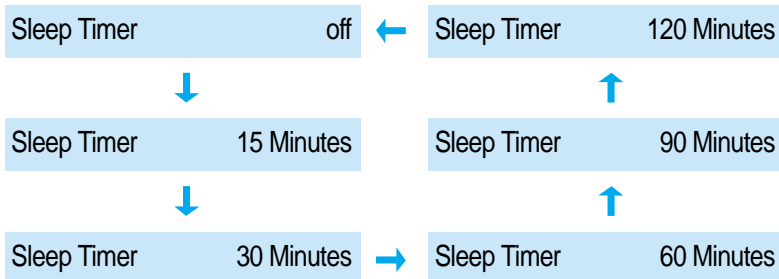 Sleep Timer off
Sleep Timer 120 Minutes
Sleep Timer 15 Minutes
Sleep Timer 90 Minutes
Sleep Timer 30 Minutes
Sleep Timer 60 Minutes